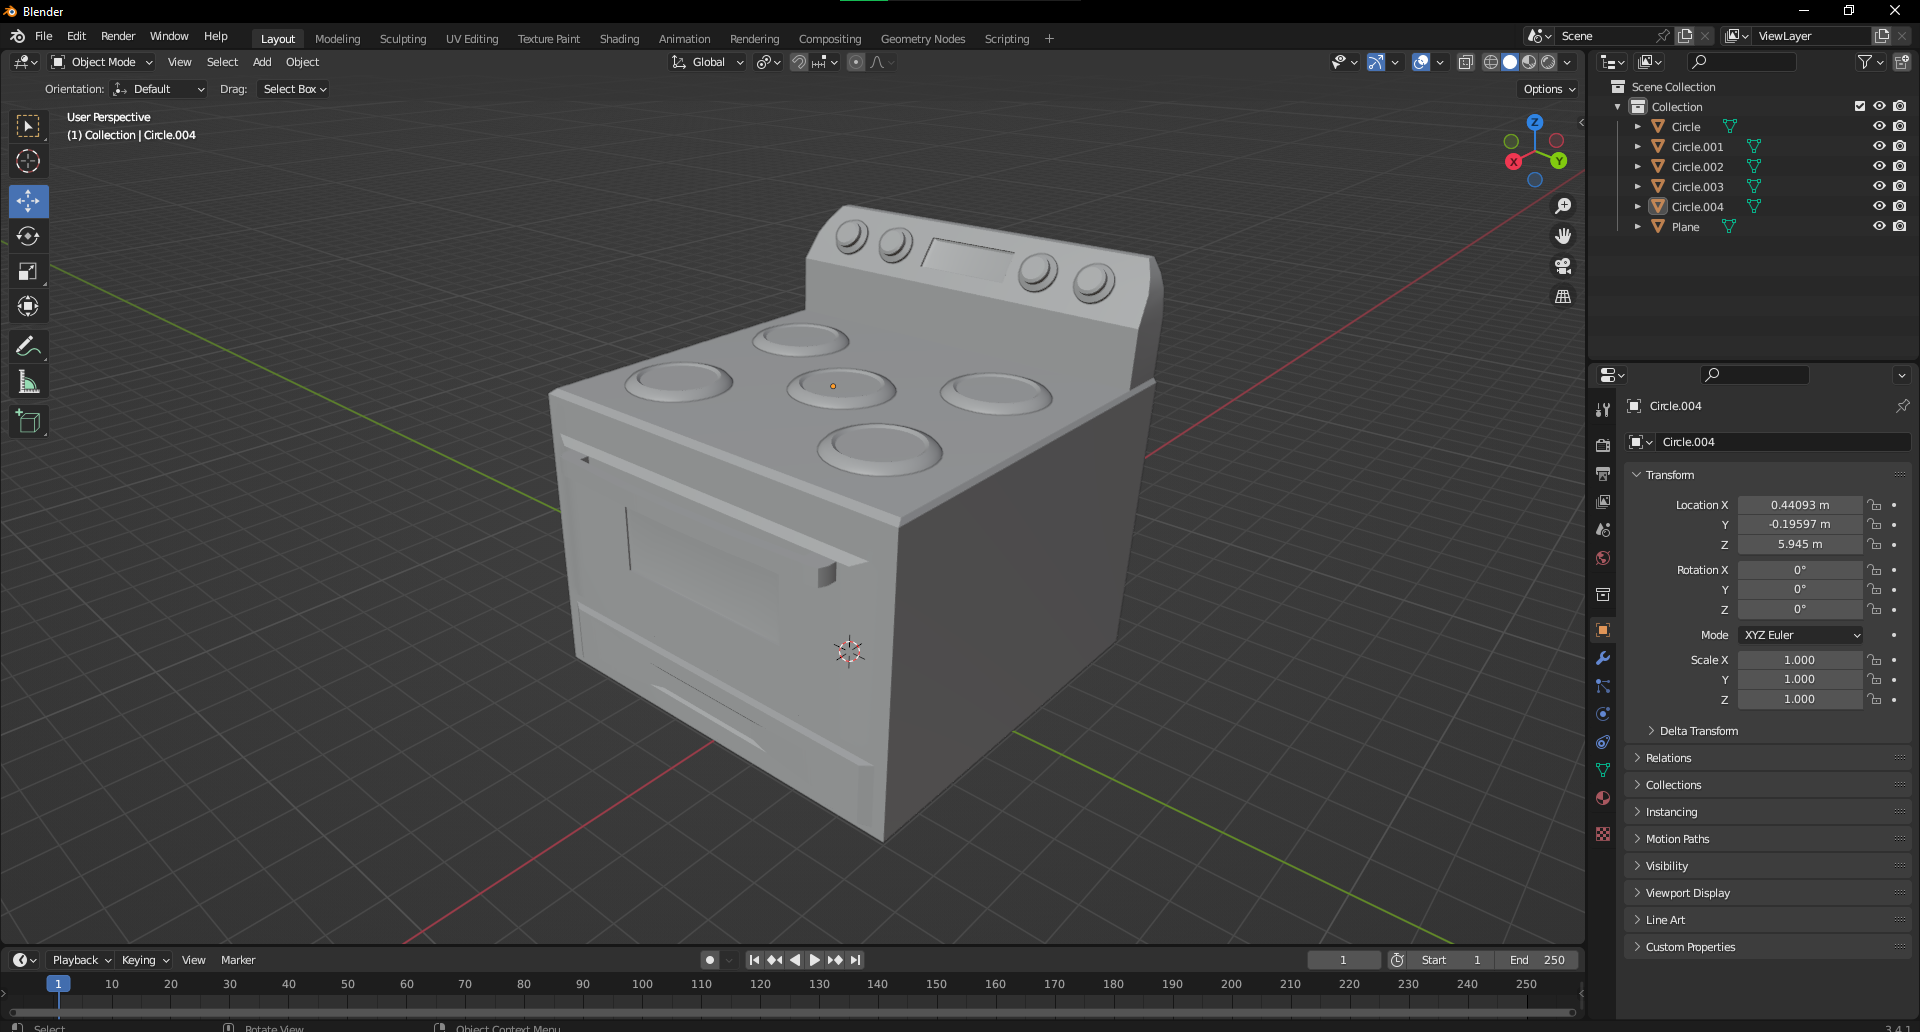 Blender
File Edit Render Window Help Layout Modeling Sculpting UV Editing Texture Paint Shading Animation Rendering Compositing Geometry Nodes Scripting + Scene ViewLayer
Object Mode View Select Add Object Global
Orientation: Default Drag: Select Box Options
User Perspective
(1) Collection | Circle.004
Z
X
Y
Scene Collection
Collection
Circle
Circle.001
Circle.002
Circle.003
Circle.004
Plane
Circle.004
Circle.004
Transform
Location X 0.44093 m
Y -0.19597 m
Z 5.945 m
Rotation X 0°
Y 0°
Z 0°
Mode XYZ Euler
Scale X 1.000
Y 1.000
Z 1.000
Delta Transform
Relations
Collections
Instancing
Motion Paths
Visibility
Viewport Display
Line Art
Custom Properties
Playback Keying View Marker 1 Start 1 End 250
1 10 20 30 40 50 60 70 80 90 100 110 120 130 140 150 160 170 180 190 200 210 220 230 240 250
Select Rotate View Object Context Menu 3.4.1